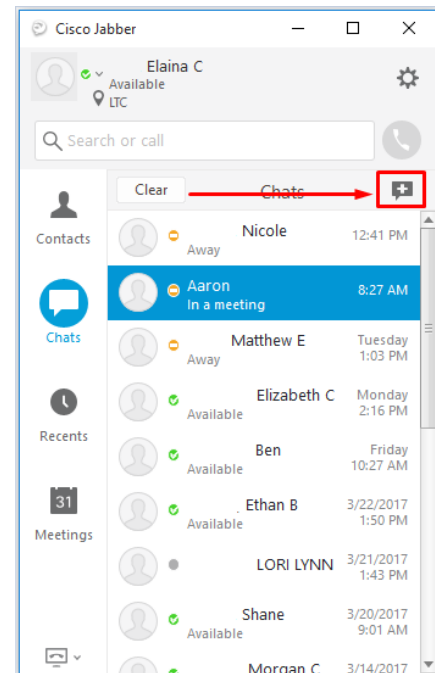 Cisco Jabber
Elaina C
Available
LTC
Search or call
Clear
Chats
Contacts
Chats
Recents
31
Meetings
Nicole
12:41 PM
Away
Aaron
8:27 AM
In a meeting
Matthew E
Tuesday
1:03 PM
Away
Elizabeth C
Monday
2:16 PM
Available
Ben
Friday
10:27 AM
Available
. Ethan B
3/22/2017
1:50 PM
Available
LORI LYNN
3/21/2017
1:43 PM
Shane
3/20/2017
9:01 AM
Available
Morgan C
3/14/2017